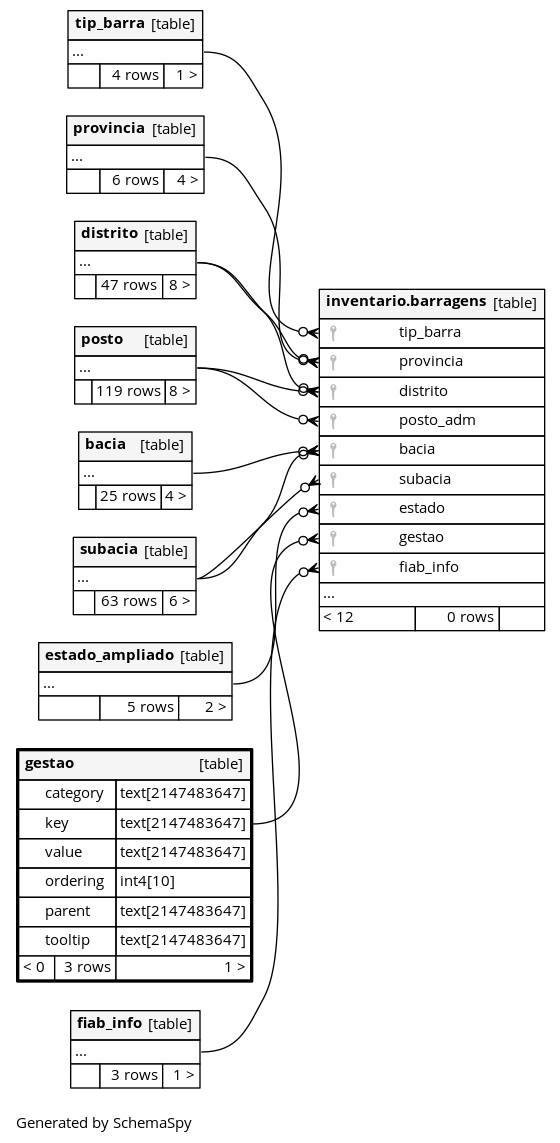 tip_barra [table]
...
4 rows 1 >
provincia [table]
...
6 rows 4 >
distrito [table]
...
47 rows 8 >
posto [table]
...
119 rows 8 >
bacia [table]
...
25 rows 4 >
subacia [table]
...
63 rows 6 >
estado_ampliado [table]
...
5 rows 2 >
gestao [table]
category text[2147483647]
key text[2147483647]
value text[2147483647]
ordering int4[10]
parent text[2147483647]
tooltip text[2147483647]
< 0 3 rows 1 >
fiab_info [table]
...
3 rows 1 >
inventario.barragens [table]
tip_barra
provincia
distrito
posto_adm
bacia
subacia
estado
gestao
fiab_info
...
< 12 0 rows
Generated by SchemaSpy